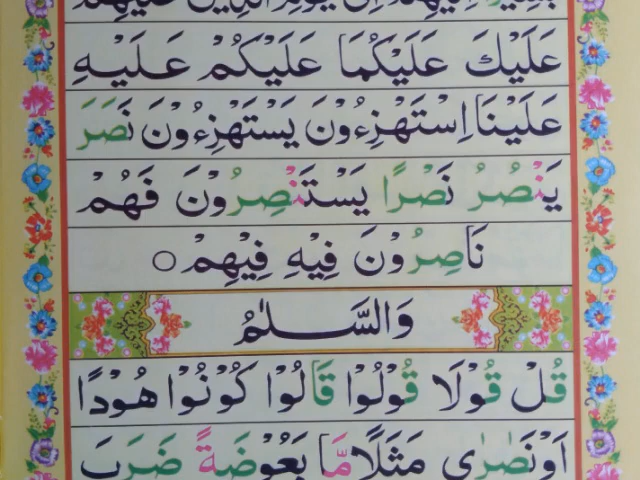 عَلَيْكَ عَلَيْكُمَا عَلَيْكُمْ عَلَيْهِ
عَلَيْنَا اِسْتَهْزِءُوْنَ يَسْتَهْزِءُوْنَ نَصَرَ
يَنْصُرُ نَصْرًا يَسْتَنْصِرُوْنَ فَهُمْ
نَاصِرُوْنَ فِيْهِ فِيْهِمْ ○
وَالسَّلٰمُ
قُلْ قُوْلَا قُوْلُوْا قَالُوْا كُوْنُوْا هُوْدًا
اَوْنَصٰرٰى مَثَلًا مَّا بَعُوْضَةً ضَرَبَ